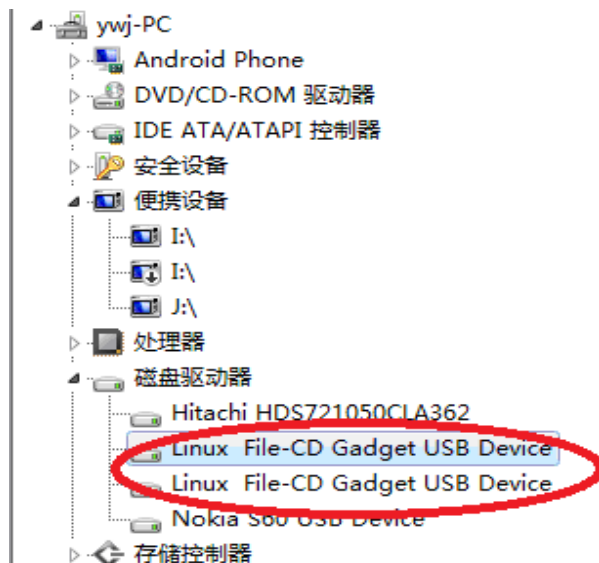 ywj-PC
Android Phone
DVD/CD-ROM 驱动器
IDE ATA/ATAPI 控制器
安全设备
便携设备
I:\
I:\
J:\
处理器
磁盘驱动器
Hitachi HDS721050CLA362
Linux  File-CD Gadget USB Device
Linux  File-CD Gadget USB Device
Nokia S60 USB Device
存储控制器